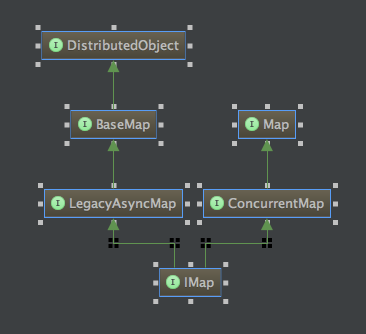 I DistributedObject
I BaseMap
I Map
I LegacyAsyncMap
I ConcurrentMap
I IMap